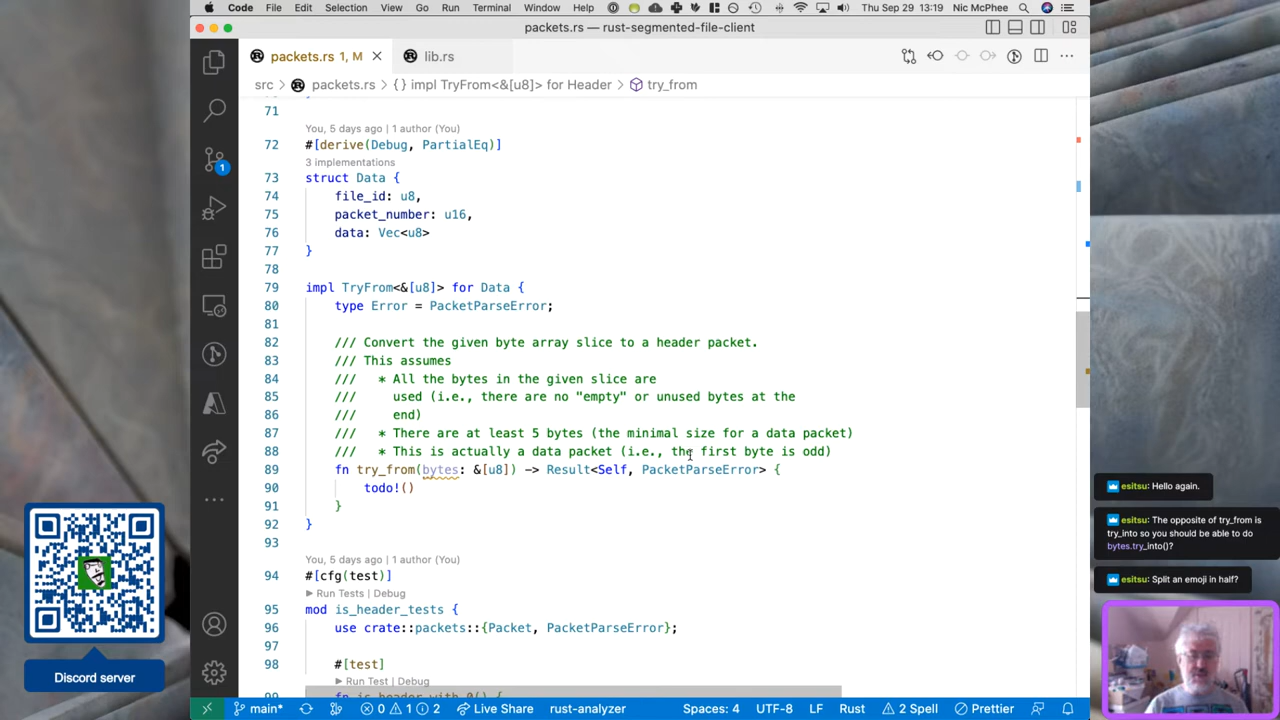 Code File Edit Selection View Go Run Terminal Window Help Thu Sep 29 13:19 Nic McPhee
packets.rs — rust-segmented-file-client
packets.rs 1, M
lib.rs
src > packets.rs > { } impl TryFrom<&[u8]> for Header > try_from
71
You, 5 days ago | 1 author (You)
72 #[derive(Debug, PartialEq)]
3 implementations
73 struct Data {
74 file_id: u8,
75 packet_number: u16,
76 data: Vec<u8>
77 }
78
79 impl TryFrom<&[u8]> for Data {
80 type Error = PacketParseError;
81
82 /// Convert the given byte array slice to a header packet.
83 /// This assumes
84 /// * All the bytes in the given slice are
85 /// used (i.e., there are no "empty" or unused bytes at the
86 /// end)
87 /// * There are at least 5 bytes (the minimal size for a data packet)
88 /// * This is actually a data packet (i.e., the first byte is odd)
89 fn try_from(bytes: &[u8]) -> Result<Self, PacketParseError> {
90 todo!()
91 }
92 }
93
You, 5 days ago | 1 author (You)
94 #[cfg(test)]
Run Tests | Debug
95 mod is_header_tests {
96 use crate::packets::{Packet, PacketParseError};
97
98 #[test]
Run Test | Debug
99 fn is_header_with_0() {
main* 0 1 2 Live Share rust-analyzer Spaces: 4 UTF-8 LF Rust 2 Spell Prettier
1
Discord server
esitsu: Hello again.
esitsu: The opposite of try_from is
try_into so you should be able to do
bytes.try_into()?
esitsu: Split an emoji in half?